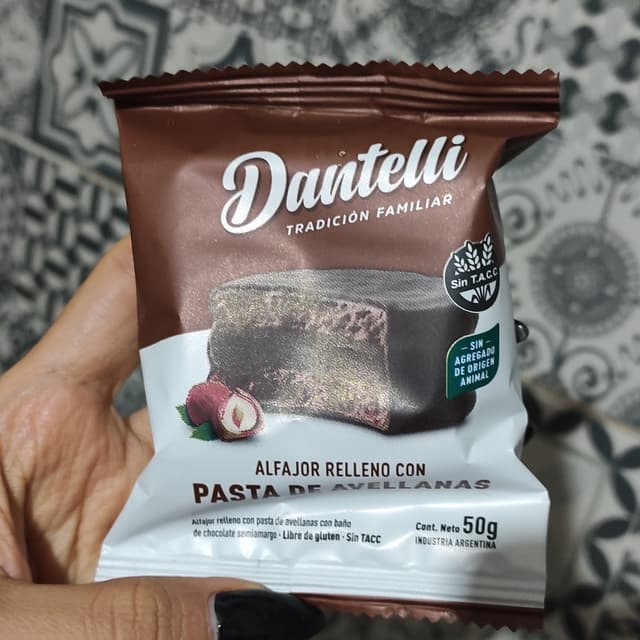 Dantelli
TRADICIÓN FAMILIAR
Sin T.A.C.C.
SIN
AGREGADO
DE ORIGEN
ANIMAL
ALFAJOR RELLENO CON
PASTA DE AVELLANAS
Alfajor relleno con pasta de avellanas con baño
de chocolate semiamargo · Libre de gluten · Sin TACC
Cont. Neto 50g
INDUSTRIA ARGENTINA